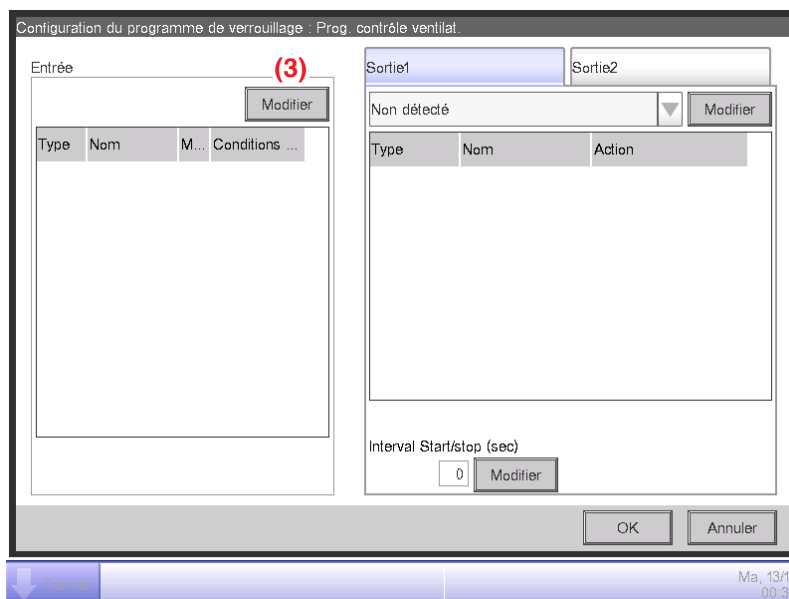 Configuration du programme de verrouillage : Prog. contrôle ventilat.
Entrée
(3)
Modifier
Type Nom M... Conditions ...
Sortie1 Sortie2
Non détecté Modifier
Type Nom Action
Interval Start/stop (sec)
0 Modifier
OK Annuler
Ma, 13/1
00:3